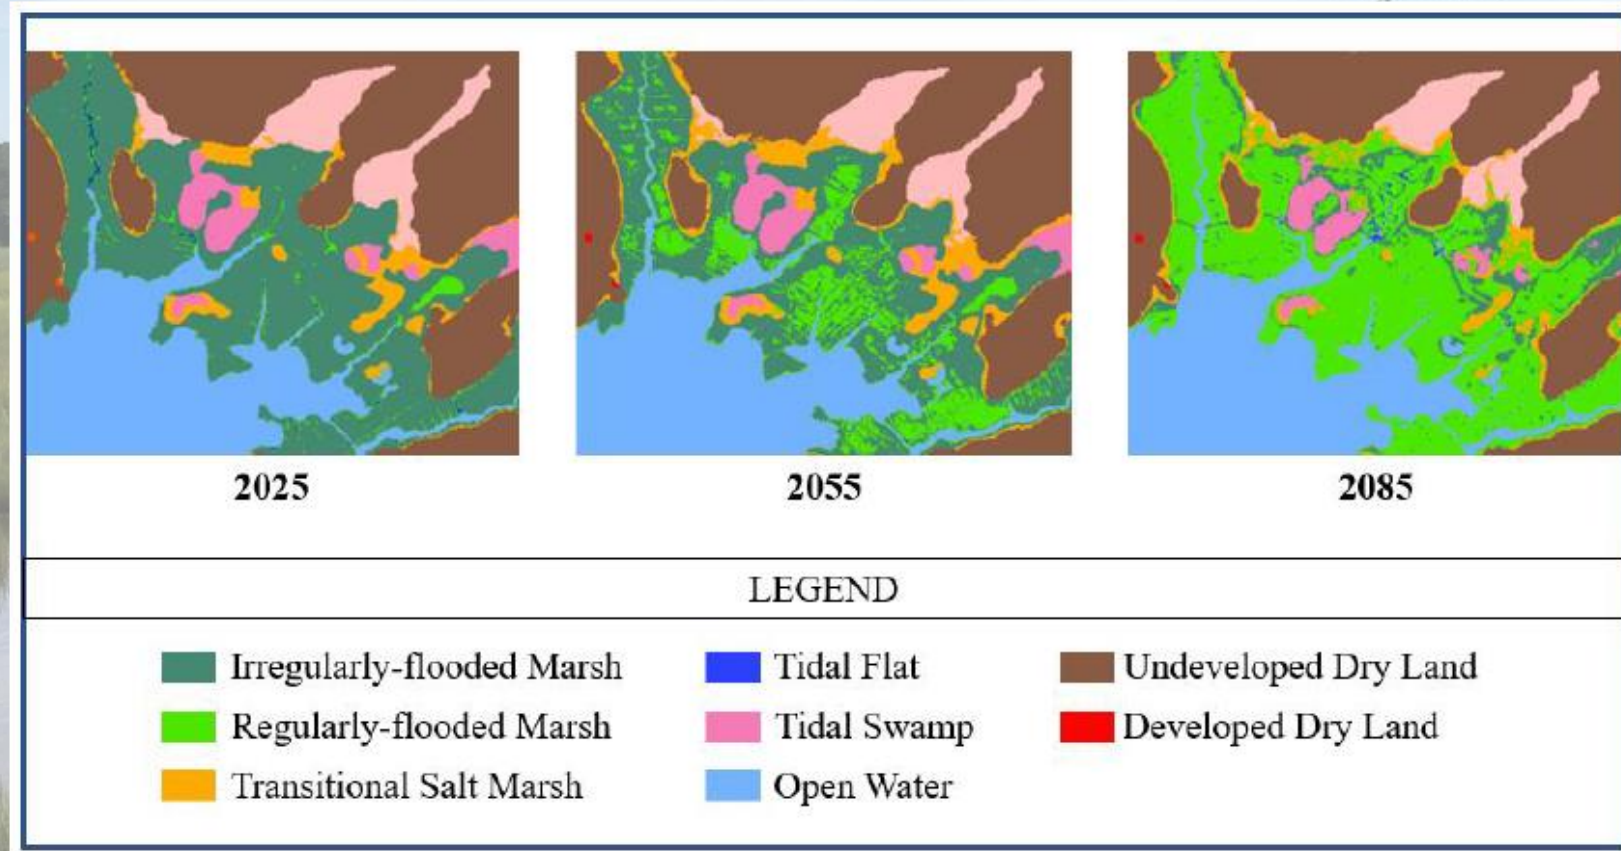 2025
2055
2085
LEGEND
Irregularly-flooded Marsh
Tidal Flat
Undeveloped Dry Land
Regularly-flooded Marsh
Tidal Swamp
Developed Dry Land
Transitional Salt Marsh
Open Water